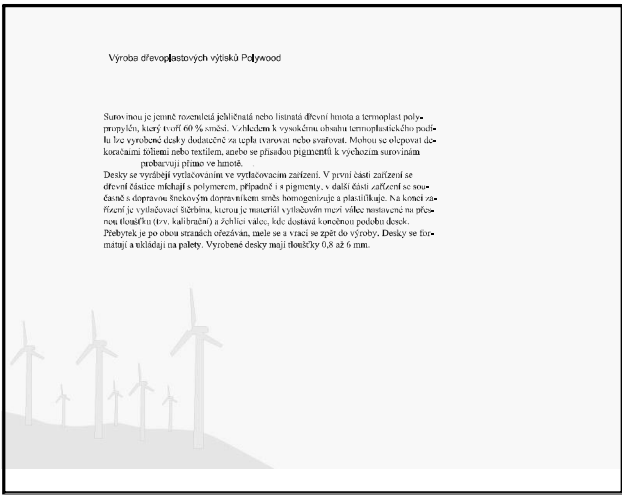 Výroba dřevoplastových výtisků Polywood
Surovinou je jemně rozemletá jehličnatá nebo listnatá dřevní hmota a termoplast poly-
propylén, který tvoří 60 % směsi. Vzhledem k vysokému obsahu termoplastického podí-
lu lze vyrobené desky dodatečně za tepla tvarovat nebo svařovat. Mohou se olepovat de-
koračními fóliemi nebo textilem, anebo se přísadou pigmentů k výchozím surovinám
probarvují přímo ve hmotě.
Desky se vyrábějí vytlačováním ve vytlačovacím zařízení. V první části zařízení se
dřevní částice míchají s polymerem, případně i s pigmenty, v další části zařízení se sou-
časně s dopravou šnekovým dopravníkem směs homogenizuje a plastifikuje. Na konci za-
řízení je vytlačovací štěrbina, kterou je materiál vytlačován mezi válce nastavené na přes-
nou tloušťku (tzv. kalibrační) a žehlicí válce, kde dostává konečnou podobu desek.
Přebytek je po obou stranách ořezáván, mele se a vrací se zpět do výroby. Desky se for-
mátují a ukládají na palety. Vyrobené desky mají tloušťky 0,8 až 6 mm.